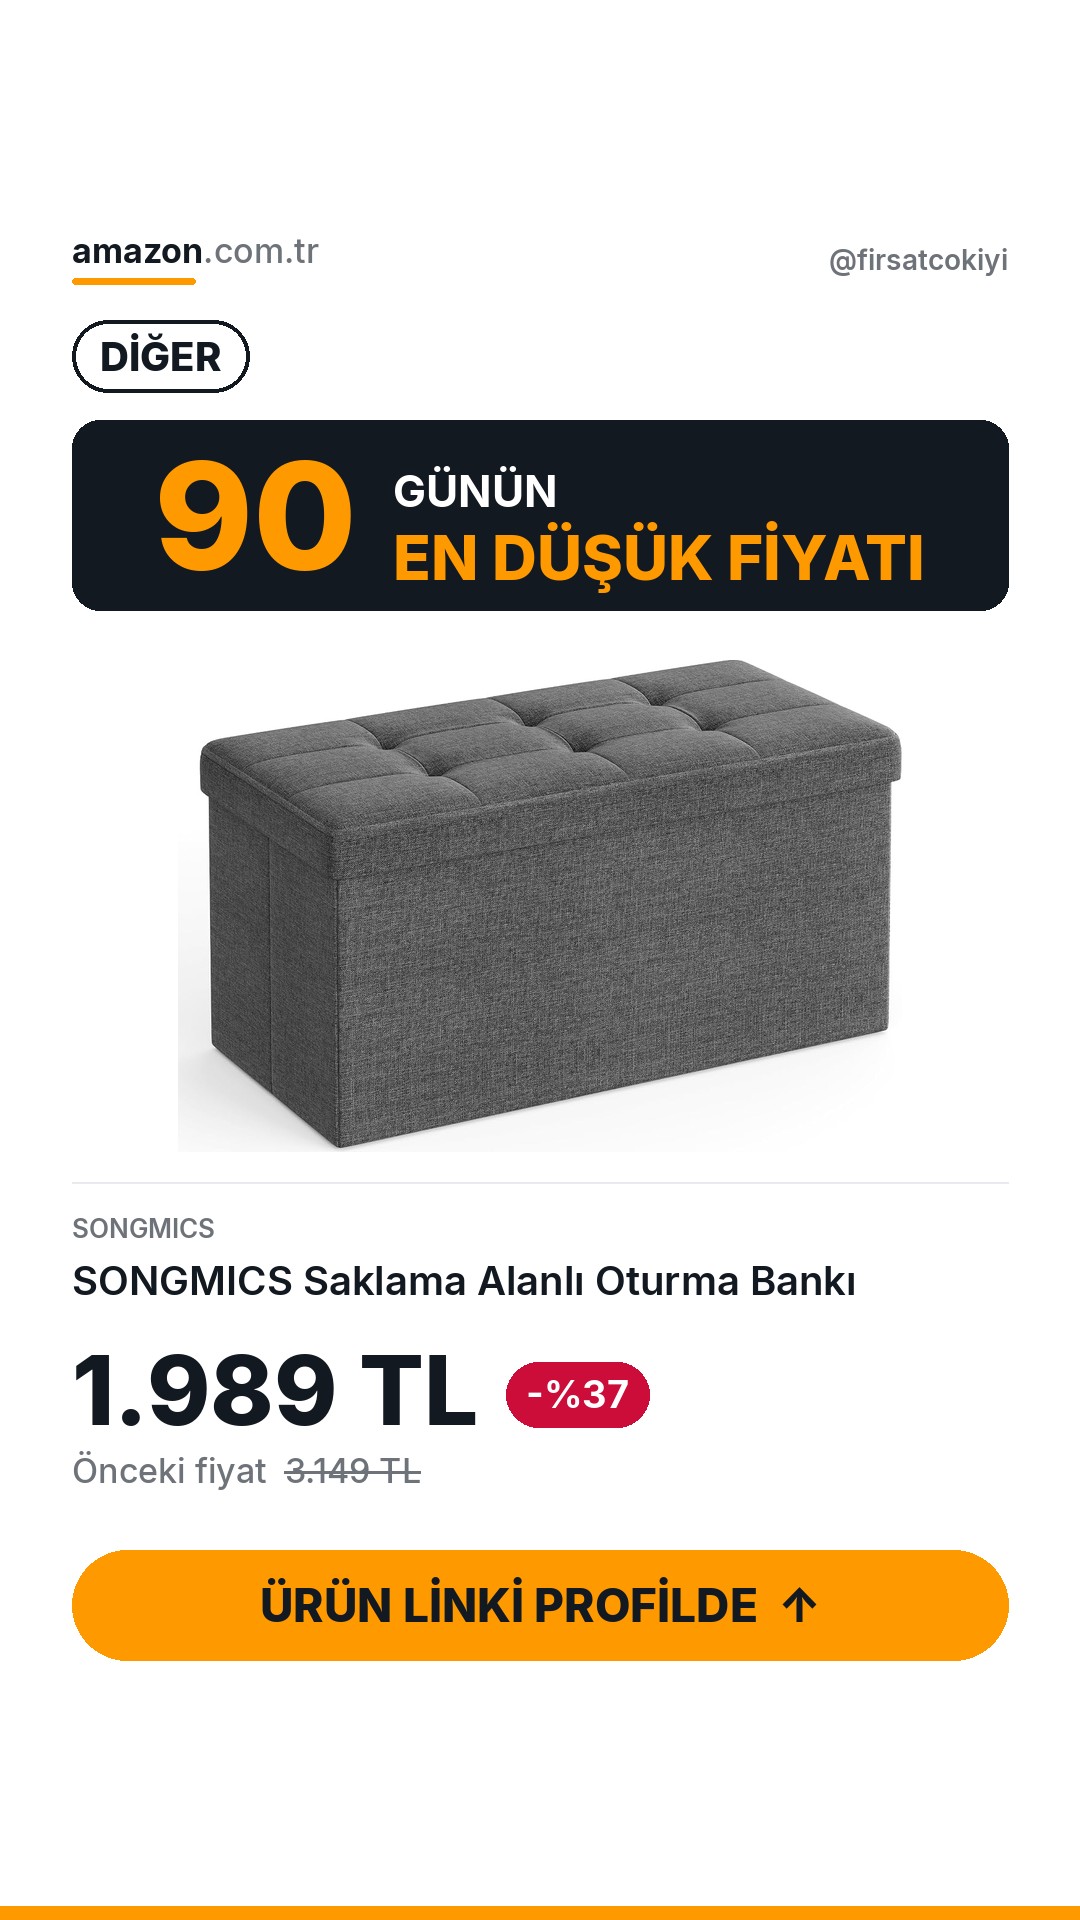 amazon.com.tr
@firsatcokiyi
DİĞER
90 GÜNÜN
EN DÜŞÜK FİYATI
SONGMICS
SONGMICS Saklama Alanlı Oturma Bankı
1.989 TL -%37
Önceki fiyat 3.149 TL
ÜRÜN LİNKİ PROFİLDE ↑